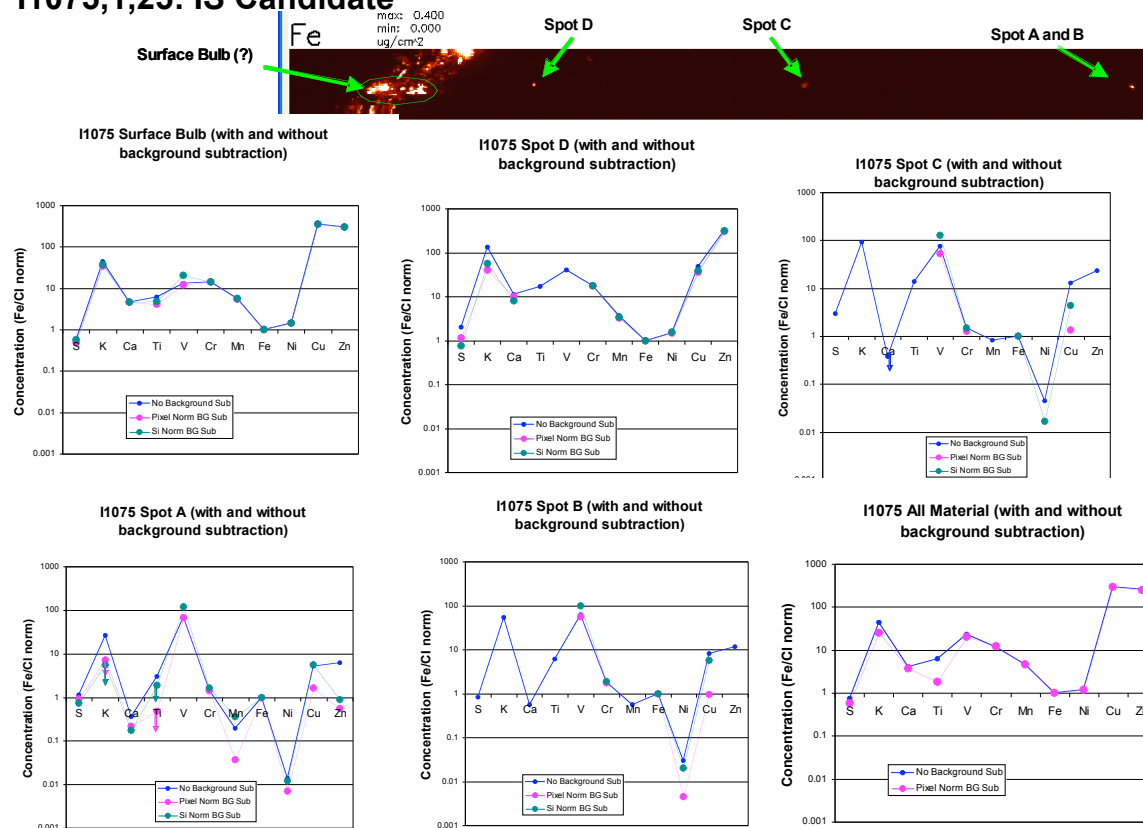 I1075,1,25: IS Candidate
Fe
max: 0.400
min: 0.000
ug/cm^2
Surface Bulb (?)
Spot D
Spot C
Spot A and B
I1075 Surface Bulb (with and without
background subtraction)
Concentration (Fe/CI norm)
1000
100
10
1
0.1
0.01
0.001
S K Ca Ti V Cr Mn Fe Ni Cu Zn
No Background Sub
Pixel Norm BG Sub
Si Norm BG Sub
I1075 Spot D (with and without
background subtraction)
Concentration (Fe/CI norm)
1000
100
10
1
0.1
0.01
0.001
S K Ca Ti V Cr Mn Fe Ni Cu Zn
No Background Sub
Pixel Norm BG Sub
Si Norm BG Sub
I1075 Spot C (with and without
background subtraction)
Concentration (Fe/CI norm)
1000
100
10
1
0.1
0.01
S K Ca Ti V Cr Mn Fe Ni Cu Zn
No Background Sub
Pixel Norm BG Sub
Si Norm BG Sub
I1075 Spot A (with and without
background subtraction)
Concentration (Fe/CI norm)
1000
100
10
1
0.1
0.01
0.001
S K Ca Ti V Cr Mn Fe Ni Cu Zn
No Background Sub
Pixel Norm BG Sub
Si Norm BG Sub
I1075 Spot B (with and without
background subtraction)
Concentration (Fe/CI norm)
1000
100
10
1
0.1
0.01
0.001
S K Ca Ti V Cr Mn Fe Ni Cu Zn
No Background Sub
Pixel Norm BG Sub
Si Norm BG Sub
I1075 All Material (with and without
background subtraction)
Concentration (Fe/CI norm)
1000
100
10
1
0.1
0.01
0.001
S K Ca Ti V Cr Mn Fe Ni Cu Zn
No Background Sub
Pixel Norm BG Sub